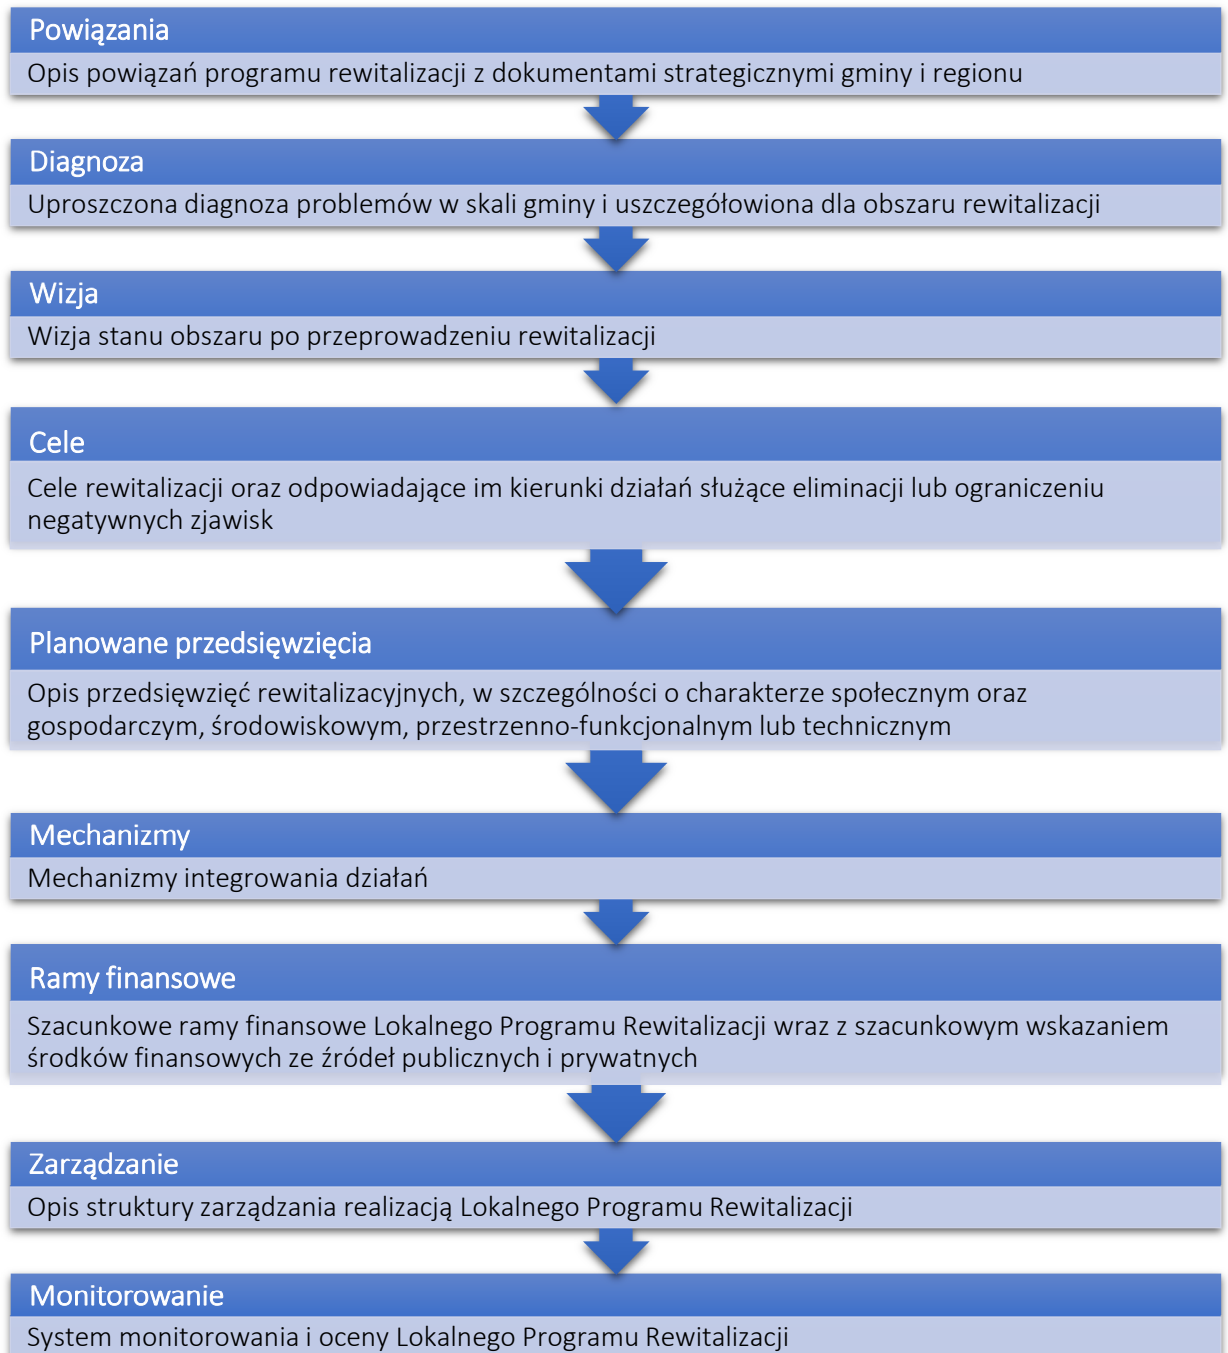 Powiązania
Opis powiązań programu rewitalizacji z dokumentami strategicznymi gminy i regionu
Diagnoza
Uproszczona diagnoza problemów w skali gminy i uszczegółowiona dla obszaru rewitalizacji
Wizja
Wizja stanu obszaru po przeprowadzeniu rewitalizacji
Cele
Cele rewitalizacji oraz odpowiadające im kierunki działań służące eliminacji lub ograniczeniu
negatywnych zjawisk
Planowane przedsięwzięcia
Opis przedsięwzięć rewitalizacyjnych, w szczególności o charakterze społecznym oraz
gospodarczym, środowiskowym, przestrzenno-funkcjonalnym lub technicznym
Mechanizmy
Mechanizmy integrowania działań
Ramy finansowe
Szacunkowe ramy finansowe Lokalnego Programu Rewitalizacji wraz z szacunkowym wskazaniem
środków finansowych ze źródeł publicznych i prywatnych
Zarządzanie
Opis struktury zarządzania realizacją Lokalnego Programu Rewitalizacji
Monitorowanie
System monitorowania i oceny Lokalnego Programu Rewitalizacji